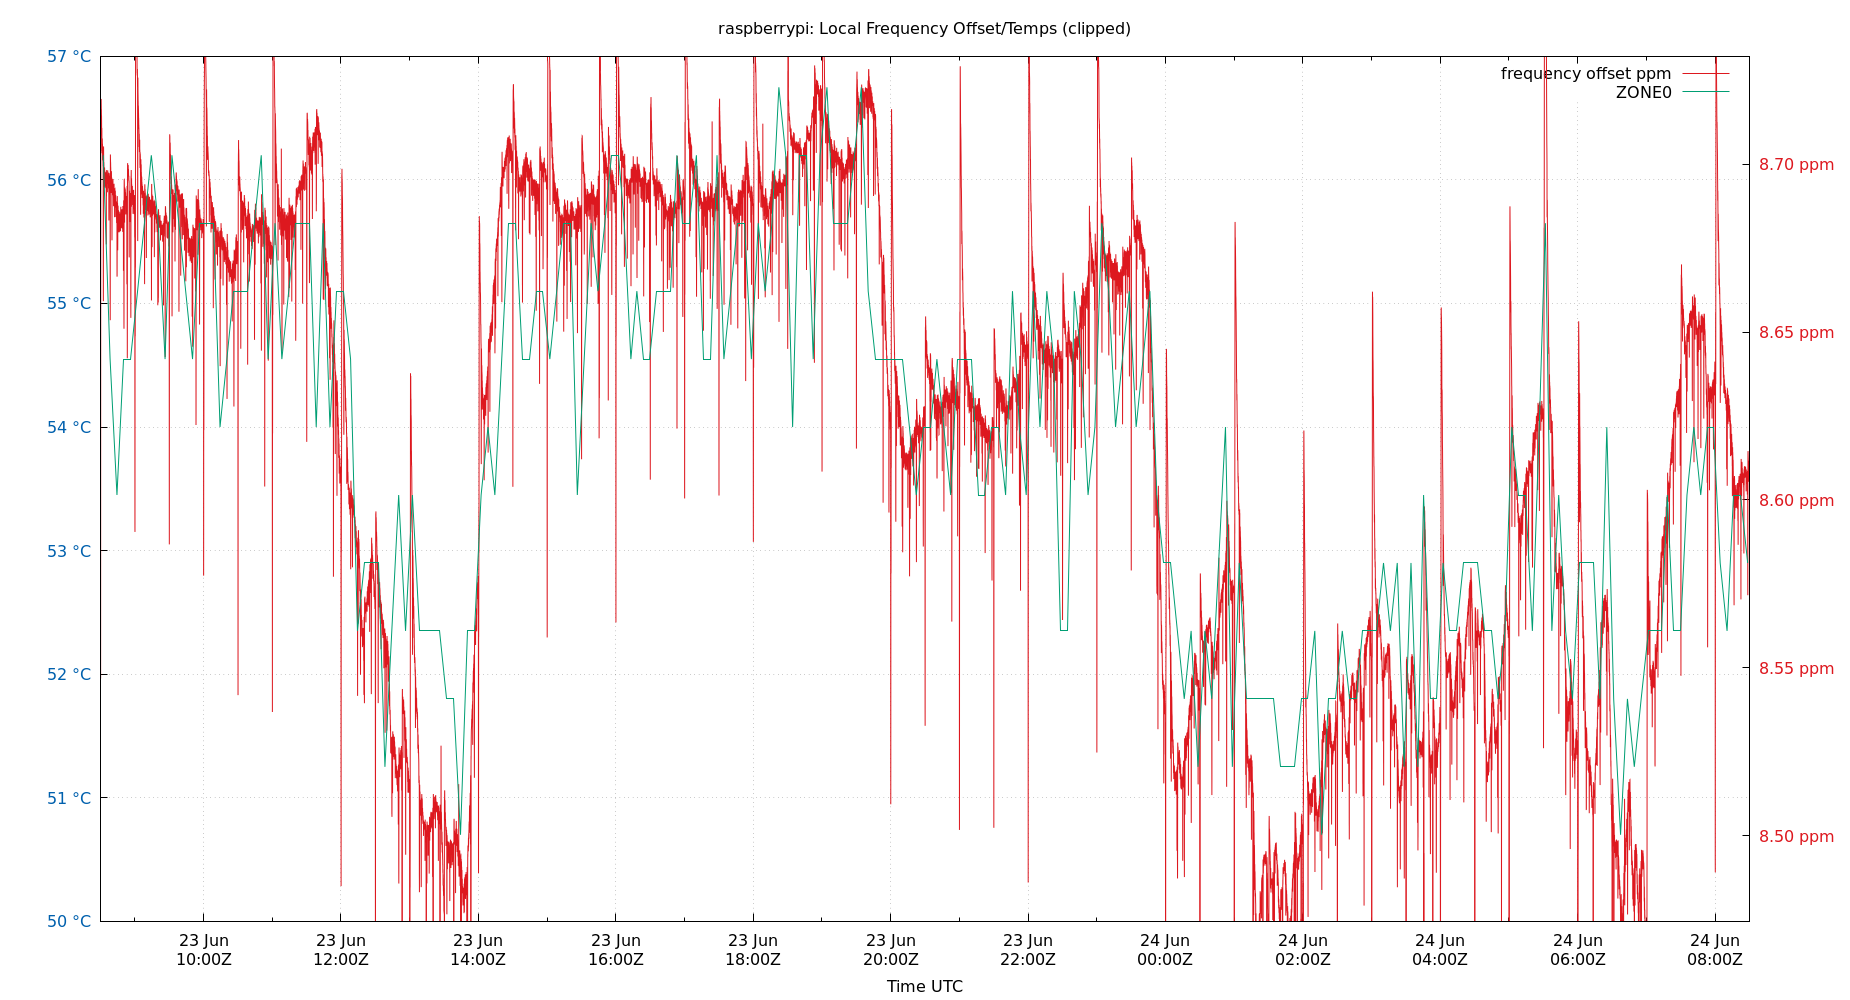 raspberrypi: Local Frequency Offset/Temps (clipped)
frequency offset ppm
ZONE0
57 °C
56 °C
55 °C
54 °C
53 °C
52 °C
51 °C
50 °C
8.70 ppm
8.65 ppm
8.60 ppm
8.55 ppm
8.50 ppm
23 Jun 23 Jun 23 Jun 23 Jun 23 Jun 23 Jun 23 Jun 24 Jun 24 Jun 24 Jun 24 Jun 24 Jun
10:00Z 12:00Z 14:00Z 16:00Z 18:00Z 20:00Z 22:00Z 00:00Z 02:00Z 04:00Z 06:00Z 08:00Z
Time UTC